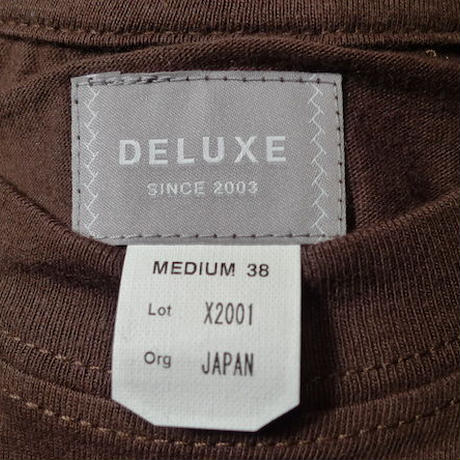 DELUXE
SINCE 2003
MEDIUM 38
Lot X2001
Org JAPAN